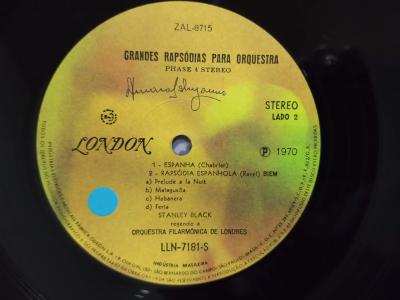 ZAL-8715
GRANDES RAPSÓDIAS PARA ORQUESTRA
PHASE 4 STEREO
STEREO
LADO 2
LONDON
℗ 1970
1 - ESPANHA (Chabrier)
2 - RAPSÓDIA ESPANHOLA (Ravel) BIEM
a) Prelude a la Nuit
b) Malagueña
c) Habanera
d) Feria
STANLEY BLACK
regendo a
ORQUESTRA FILARMÔNICA DE LONDRES
LLN-7181-S
INDÚSTRIA BRASILEIRA